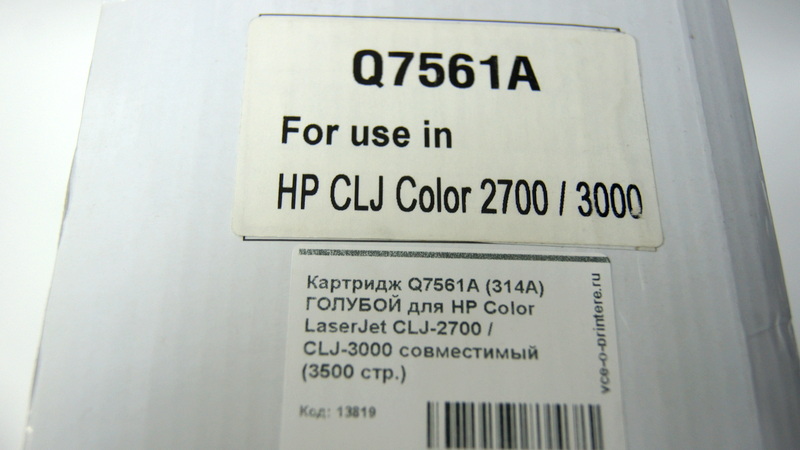 Q7561A
For use in
HP CLJ Color 2700 / 3000
Картридж Q7561A (314A)
ГОЛУБОЙ для HP Color
LaserJet CLJ-2700 /
CLJ-3000 совместимый
(3500 стр.)
Код: 13819
vce-o-printere.ru